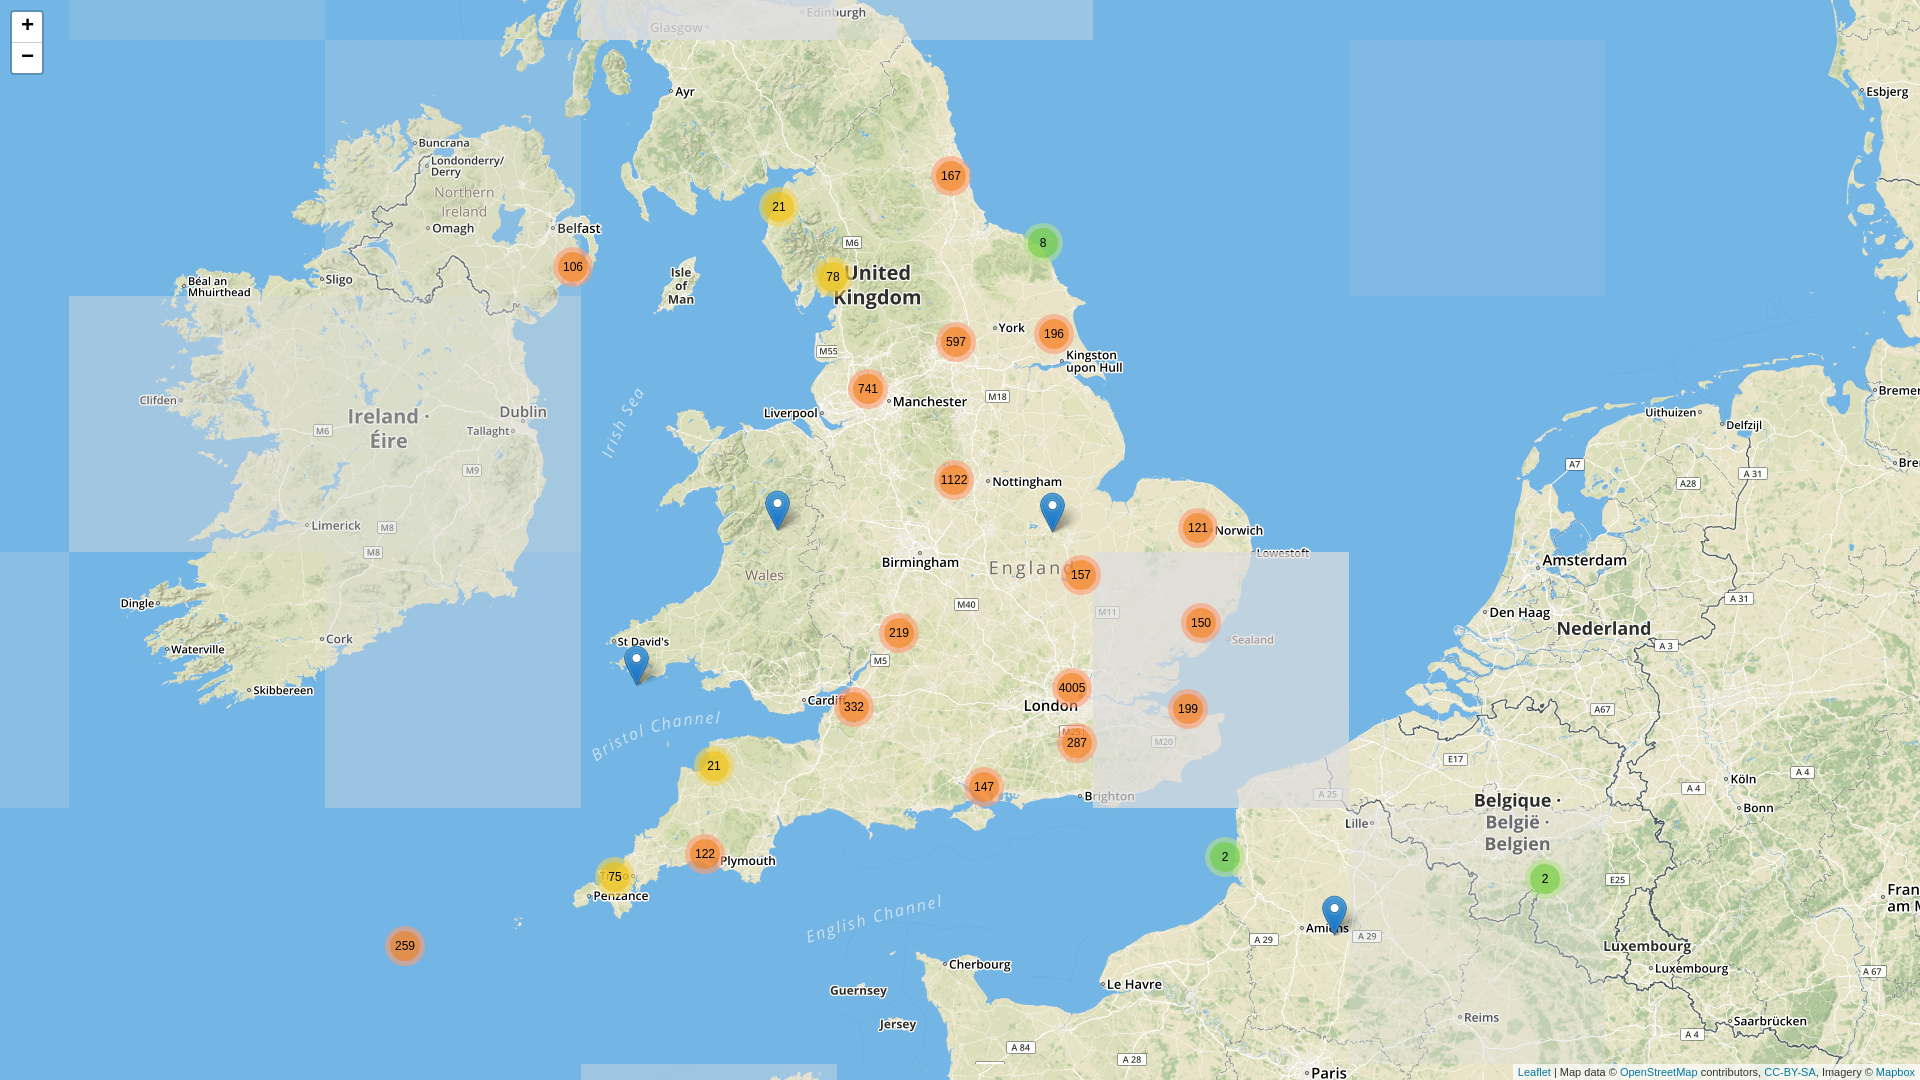 +
−
Edinburgh
Glasgow
Ayr
Esbjerg
Buncrana
Londonderry/
Derry
167
Northern
Ireland
21
Omagh
Belfast
M6
8
106
Isle
of
Man
78
United
Kingdom
Sligo
Béal an
Mhuirthead
York
196
597
M55
Kingston
upon Hull
741
Manchester
M18
Clifden
Ireland ·
Éire
Dublin
Tallaght
M6
Liverpool
Irish Sea
Uithuizen
Delfzijl
Bremer
Bre
M9
A7
A 31
A28
1122
Nottingham
Limerick
M8
M8
121
Norwich
Lowestoft
Birmingham
England
157
Wales
Amsterdam
Dingle
M40
M11
A 31
Den Haag
Nederland
150
Sealand
219
Cork
St David's
Waterville
M5
A 3
Skibbereen
4005
London
Cardiff
332
199
A67
Bristol Channel
M25
287
M20
E17
21
147
Brighton
A 25
Köln
A 4
A 4
Bonn
Belgique ·
België ·
Belgien
Lille
122
Plymouth
2
75
Penzance
2
E25
Fran
am M
English Channel
259
Amiens
A 29
A 29
Luxembourg
Luxembourg
A 67
Cherbourg
Le Havre
Guernsey
Jersey
Reims
Saarbrücken
A 84
A 28
A 4
Paris
Leaflet | Map data © OpenStreetMap contributors, CC-BY-SA, Imagery © Mapbox